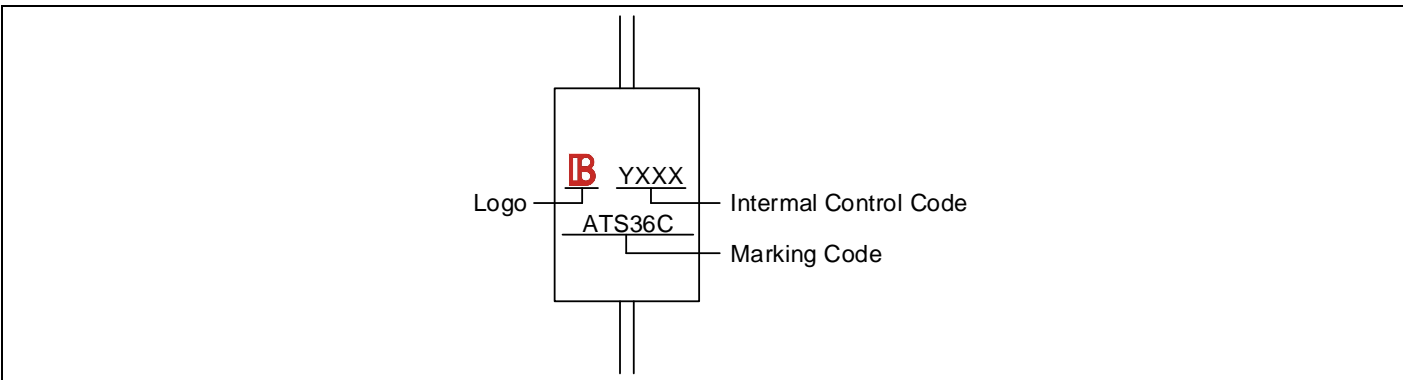 B YXXX
Logo Intermal Control Code
ATS36C
Marking Code